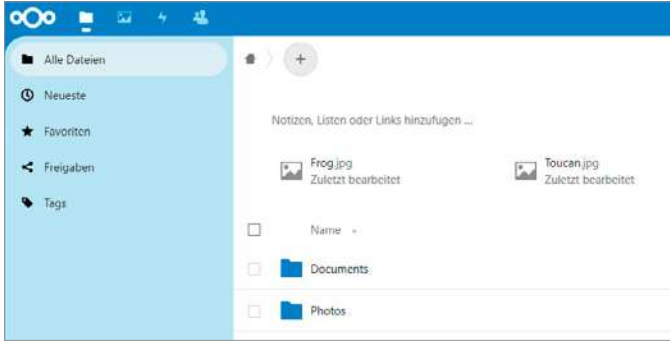 Alle Dateien
Neueste
Favoriten
Freigaben
Tags
Notizen, Listen oder Links hinzufügen ...
Frog.jpg
Zuletzt bearbeitet
Toucan.jpg
Zuletzt bearbeitet
Name
Documents
Photos